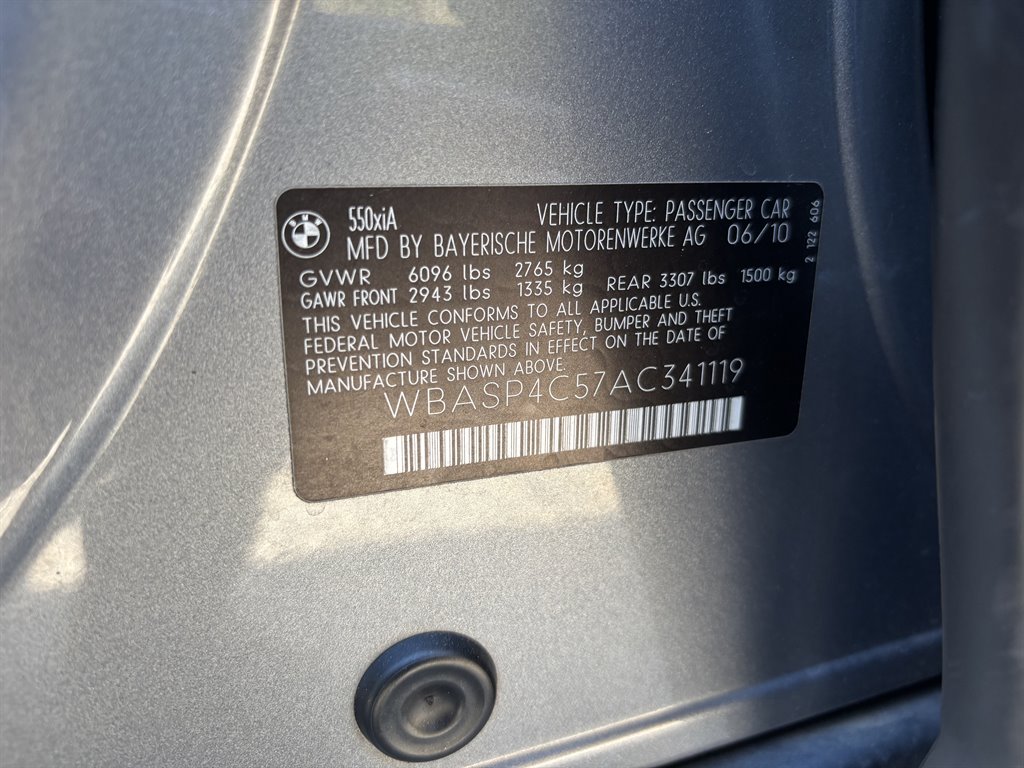 BMW
550xiA VEHICLE TYPE: PASSENGER CAR
MFD BY BAYERISCHE MOTORENWERKE AG 06/10
GVWR 6096 lbs 2765 kg
GAWR FRONT 2943 lbs 1335 kg REAR 3307 lbs 1500 kg
THIS VEHICLE CONFORMS TO ALL APPLICABLE U.S.
FEDERAL MOTOR VEHICLE SAFETY, BUMPER AND THEFT
PREVENTION STANDARDS IN EFFECT ON THE DATE OF
MANUFACTURE SHOWN ABOVE.
WBASP4C57AC341119
2 122 606